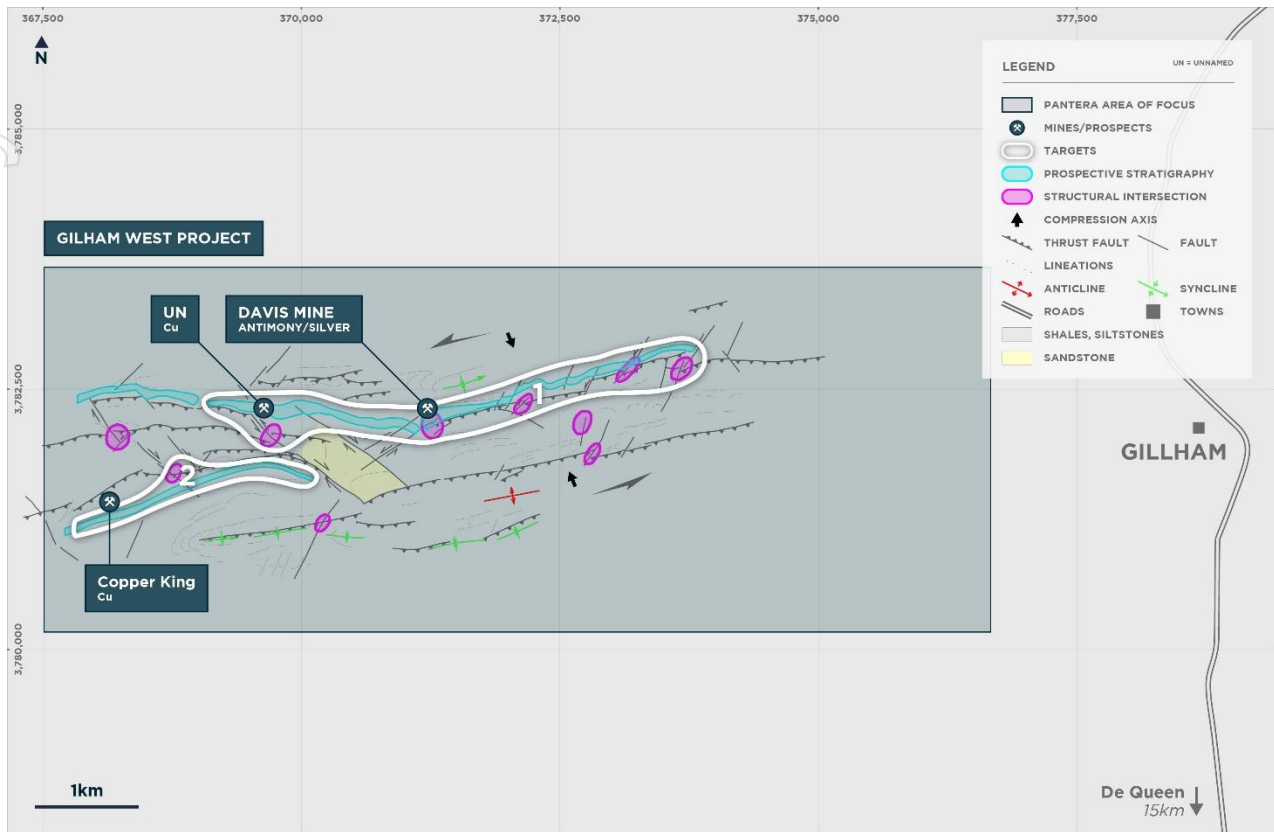 367,500
370,000
372,500
375,000
377,500
N
3,785,000
3,782,500
3,780,000
LEGEND
UN = UNNAMED
PANTERA AREA OF FOCUS
MINES/PROSPECTS
TARGETS
PROSPECTIVE STRATIGRAPHY
STRUCTURAL INTERSECTION
COMPRESSION AXIS
THRUST FAULT
FAULT
LINEATIONS
ANTICLINE
SYNCLINE
ROADS
TOWNS
SHALES, SILTSTONES
SANDSTONE
GILHAM WEST PROJECT
UN
Cu
DAVIS MINE
ANTIMONY/SILVER
1
2
Copper King
Cu
GILLHAM
1km
De Queen
15km